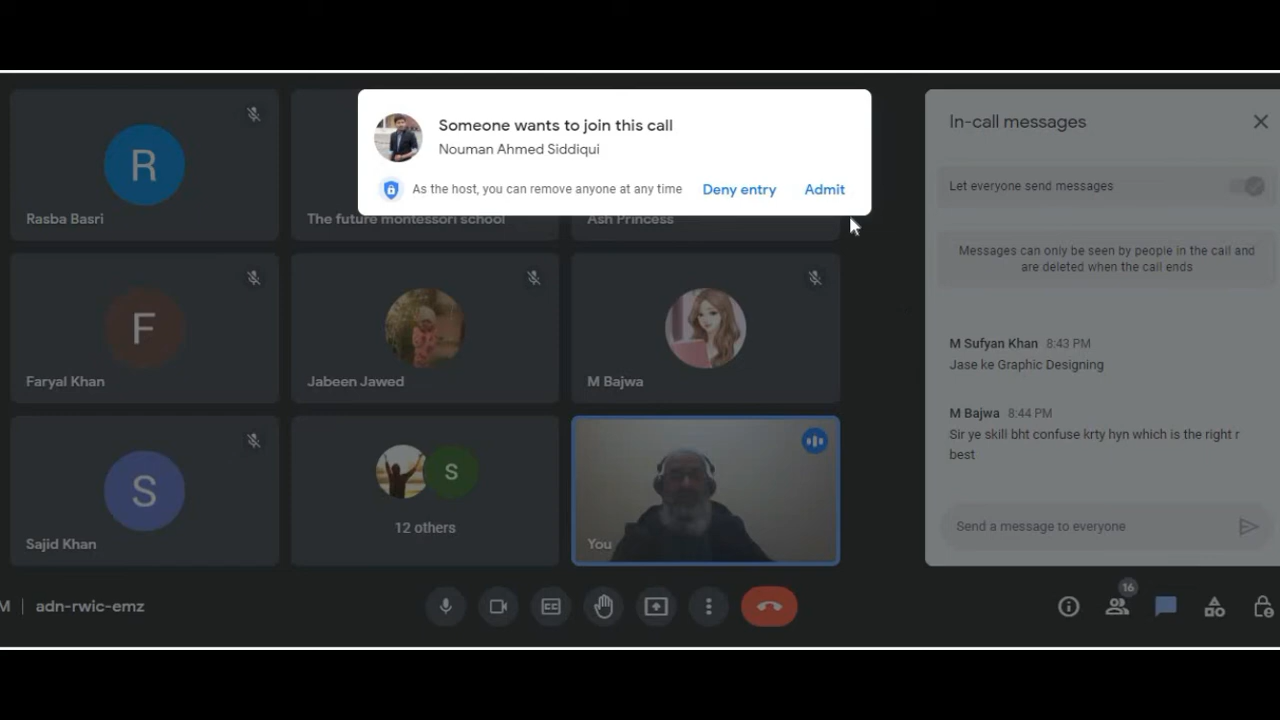 Someone wants to join this call
Nouman Ahmed Siddiqui
As the host, you can remove anyone at any time
Deny entry
Admit
R
Rasba Basri
The future montessori school
Ash Princess
F
Faryal Khan
Jabeen Jawed
M Bajwa
S
Sajid Khan
S
12 others
You
In-call messages
Let everyone send messages
Messages can only be seen by people in the call and
are deleted when the call ends
M Sufyan Khan 8:43 PM
Jase ke Graphic Designing
M Bajwa 8:44 PM
Sir ye skill bht confuse krty hyn which is the right r
best
Send a message to everyone
M | adn-rwic-emz
CC
16